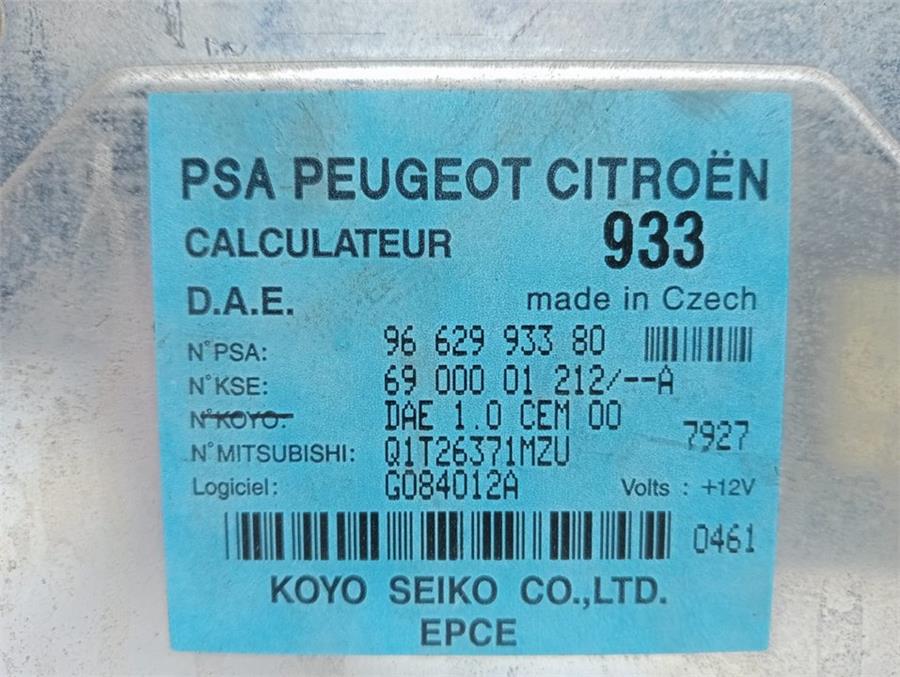 PSA PEUGEOT CITROËN
CALCULATEUR 933
D.A.E. made in Czech
N°PSA: 96 629 933 80
N°KSE: 69 000 01 212/--A
N°KOYO: DAE 1.0 CEM 00
7927
N°MITSUBISHI: Q1T26371MZU
Logiciel: G084012A Volts : +12V
0461
KOYO SEIKO CO.,LTD.
EPCE